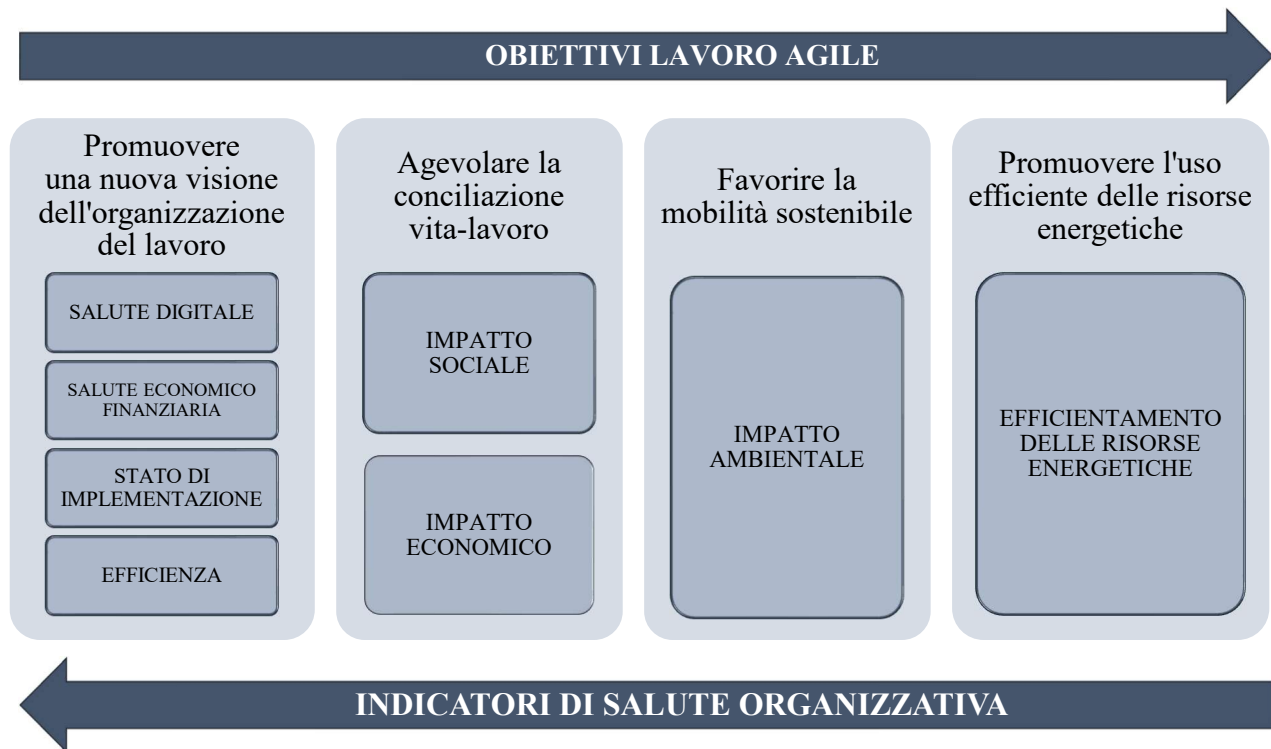 OBIETTIVI LAVORO AGILE
Promuovere
una nuova visione
dell'organizzazione
del lavoro
SALUTE DIGITALE
SALUTE ECONOMICO
FINANZIARIA
STATO DI
IMPLEMENTAZIONE
EFFICIENZA
Agevolare la
conciliazione
vita-lavoro
IMPATTO
SOCIALE
IMPATTO
ECONOMICO
Favorire la
mobilità sostenibile
IMPATTO
AMBIENTALE
Promuovere l'uso
efficiente delle risorse
energetiche
EFFICIENTAMENTO
DELLE RISORSE
ENERGETICHE
INDICATORI DI SALUTE ORGANIZZATIVA